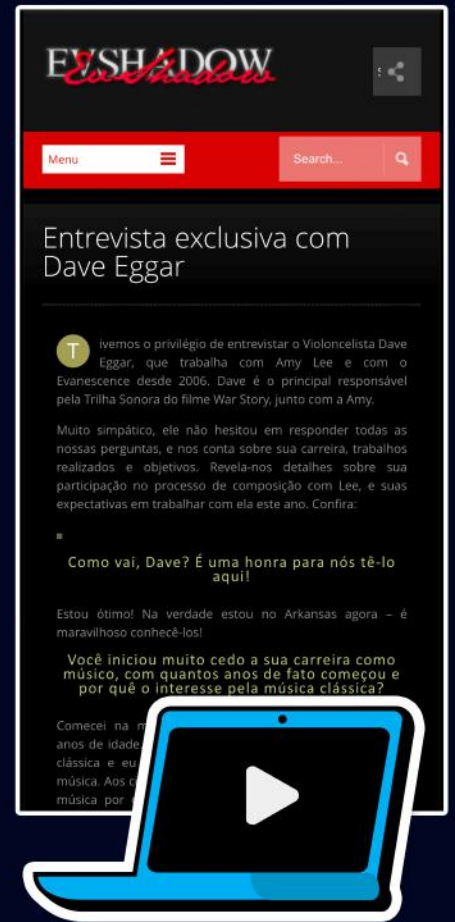 EVSHADOW
EvShadow
Menu
Search...
Entrevista exclusiva com
Dave Eggar
Tivemos o privilégio de entrevistar o Violoncelista Dave
Eggar, que trabalha com Amy Lee e com o
Evanescence desde 2006. Dave é o principal responsável
pela Trilha Sonora do filme War Story, junto com a Amy.
Muito simpático, ele não hesitou em responder todas as
nossas perguntas, e nos conta sobre sua carreira, trabalhos
realizados e objetivos. Revela-nos detalhes sobre sua
participação no processo de composição com Lee, e suas
expectativas em trabalhar com ela este ano. Confira:
Como vai, Dave? É uma honra para nós tê-lo
aqui!
Estou ótimo! Na verdade estou no Arkansas agora – é
maravilhoso conhecê-los!
Você iniciou muito cedo a sua carreira como
músico, com quantos anos de fato começou e
por quê o interesse pela música clássica?
Comecei na
anos de idade,
clássica e eu
música. Aos
música por